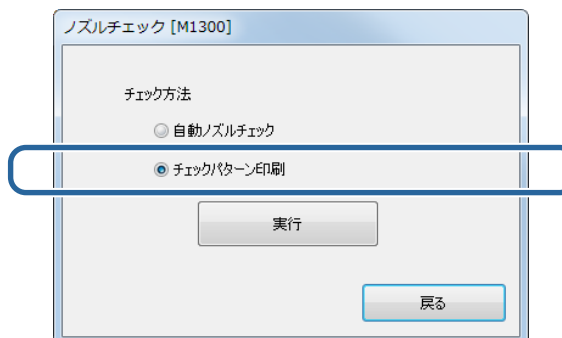 ノズルチェック [M1300]
チェック方法
自動ノズルチェック
チェックパターン印刷
実行
戻る